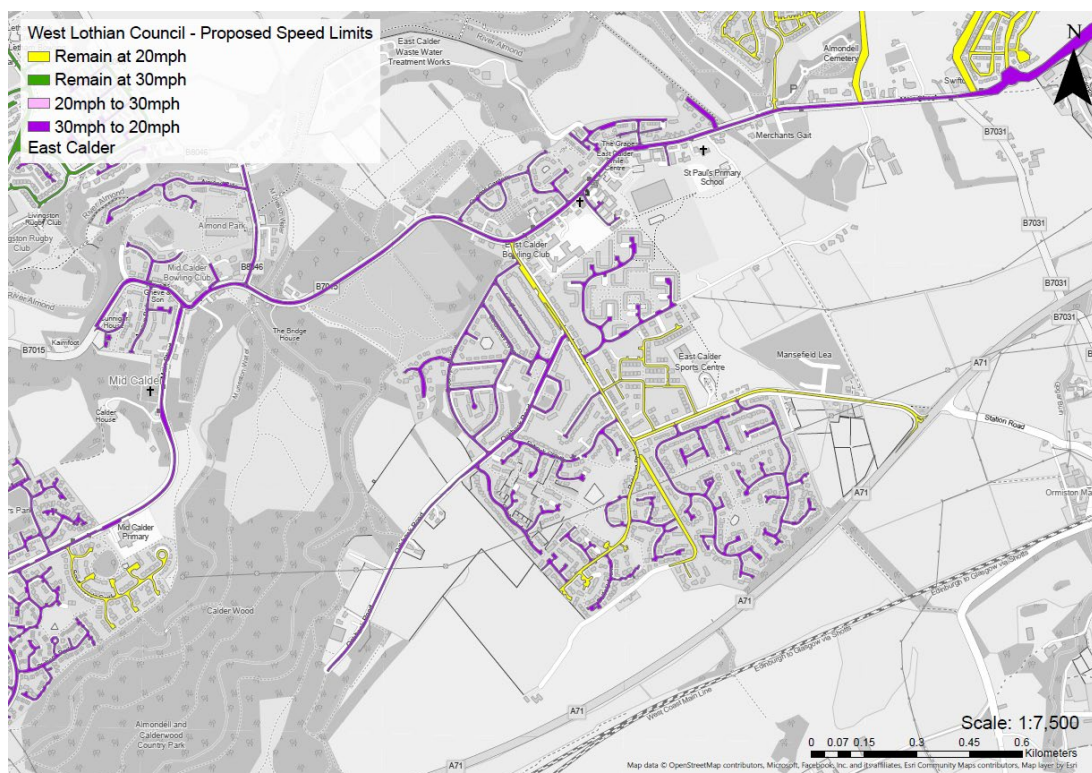 West Lothian Council - Proposed Speed Limits
Remain at 20mph
Remain at 30mph
20mph to 30mph
30mph to 20mph
East Calder
River Almond
East Calder
Waste Water
Treatment Works
Almondell
Cemetery
N
P
B7031
Merchants Gait
St Paul's Primary
School
B8046
Livingston
Rugby Club
Almond Park
River Almond
Mid Calder
Bowling Club
B8046
East Calder
Bowling Club
B7015
B7031
B7031
Kaimfoot
B7015
The Bridge
House
Mid Calder
Calder
House
East Calder
Sports Centre
Mansefield Lea
A71
Station Road
A71
Mid Calder
Primary
Calder Wood
A71
Edinburgh to Glasgow via Shotts
Edinburgh to Glasgow via Shotts
West Coast Main Line
A71
A71
Almondell and
Calderwood
Country Park
Scale: 1:7,500
0 0.07 0.15 0.3 0.45 0.6
Kilometers
Map data © OpenStreetMap contributors, Microsoft, Facebook, Inc. and its affiliates, Esri Community Maps contributors, Map layer by Esri